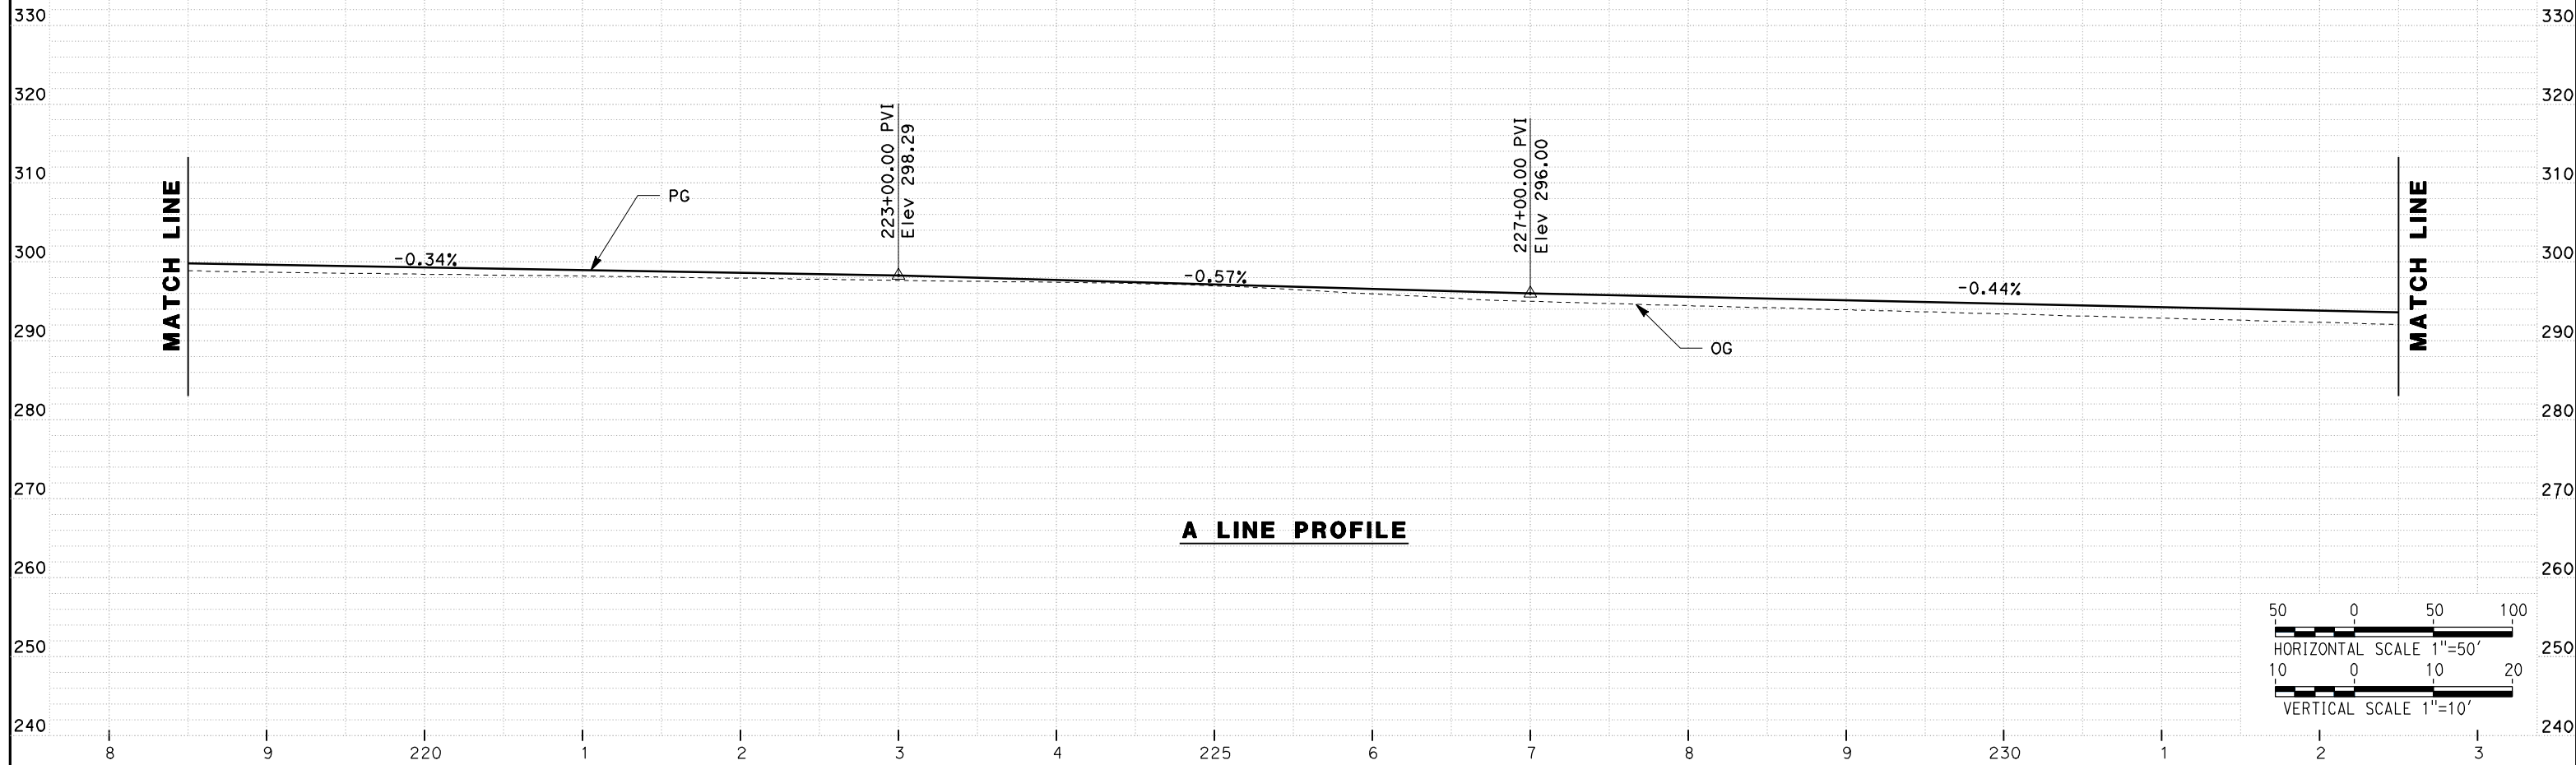 330 330
320 320
310 310
300 300
290 290
280 280
270 270
260 260
250 250
240 240
MATCH LINE
-0.34%
PG
223+00.00 PVI
Elev 298.29
-0.57%
227+00.00 PVI
Elev 296.00
OG
-0.44%
MATCH LINE
A LINE PROFILE
50 0 50 100
HORIZONTAL SCALE 1"=50'
10 0 10 20
VERTICAL SCALE 1"=10'
8 9 220 1 2 3 4 225 6 7 8 9 230 1 2 3